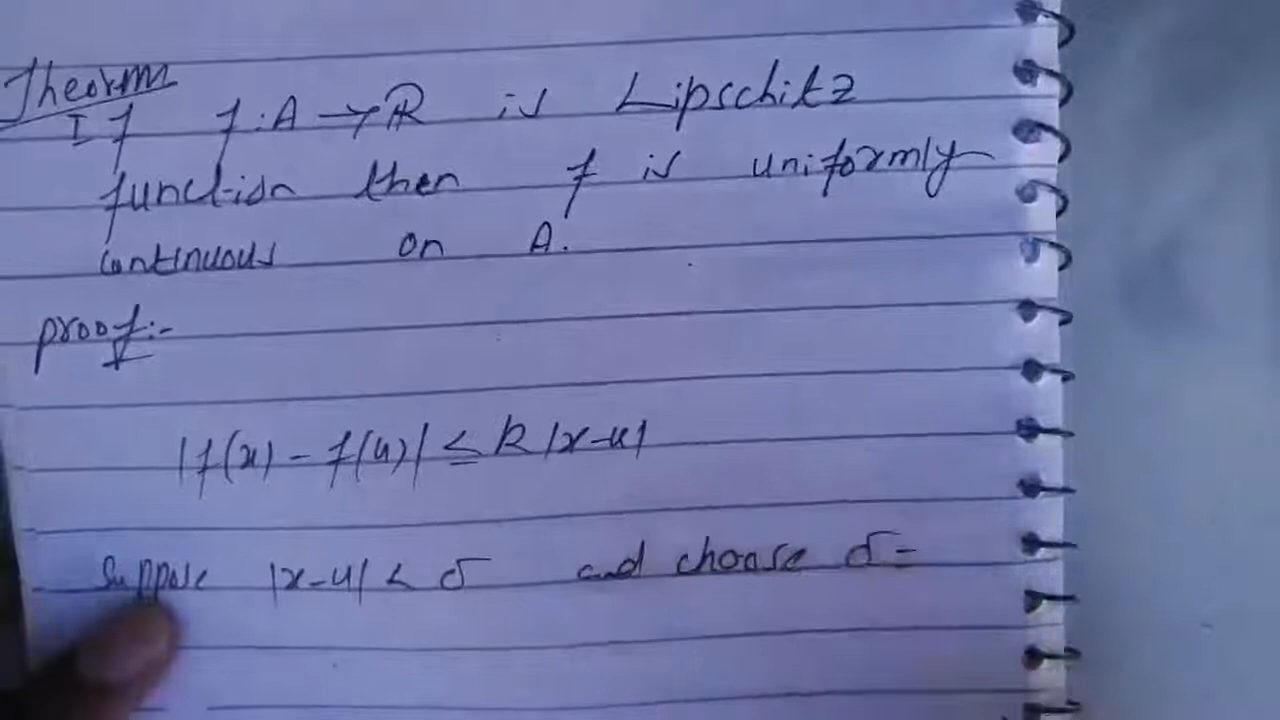 Theorem
If f:A→ℝ is Lipschitz
function then f is uniformly
continuous on A.
proof:-
|f(x) - f(u)| ≤ K |x-u|
Suppose |x-u| < δ and choose δ=